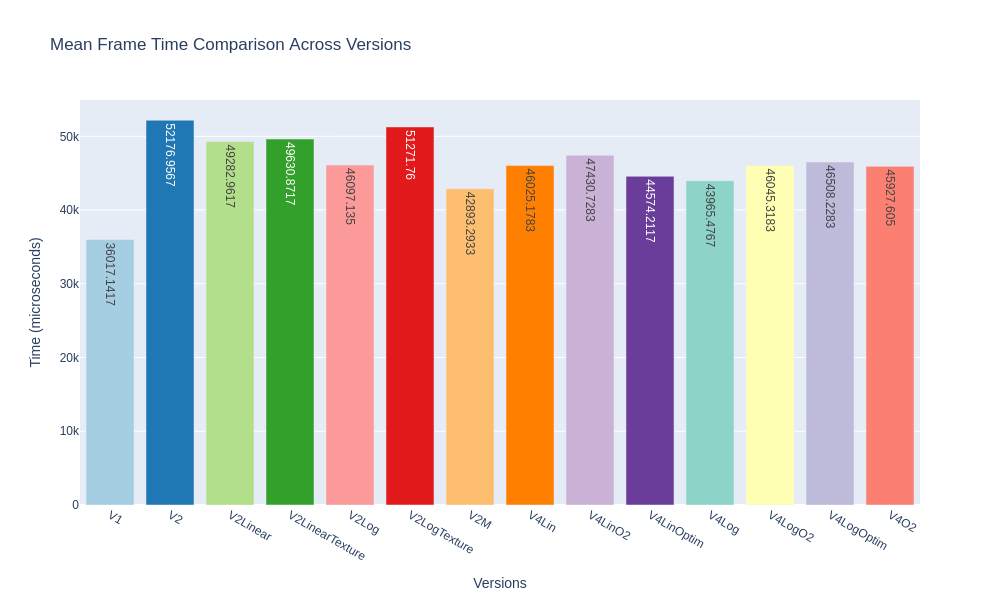 Mean Frame Time Comparison Across Versions
Time (microseconds)
50k
40k
30k
20k
10k
0
36017.1417
52176.9567
49282.9617
49630.8717
46097.135
51271.76
42893.2933
46025.1783
47430.7283
44574.2117
43965.4767
46045.3183
46508.2283
45927.605
V1
V2
V2Linear
V2LinearTexture
V2Log
V2LogTexture
V2M
V4Lin
V4LinO2
V4LinOptim
V4Log
V4LogO2
V4LogOptim
V4O2
Versions